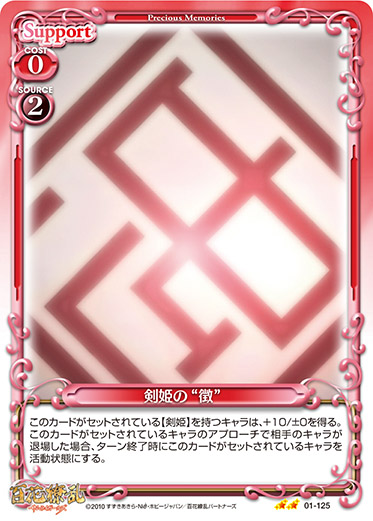 Precious Memories
Support
COST
0
SOURCE
2
剣姫の“徴”
このカードがセットされている【剣姫】を持つキャラは、+10/±0を得る。
このカードがセットされているキャラのアプローチで相手のキャラが
退場した場合、ターン終了時にこのカードがセットされているキャラを
活動状態にする。
百花繚乱
©2010 すずきあきら・Niθ・ホビージャパン/百花繚乱パートナーズ
01-125